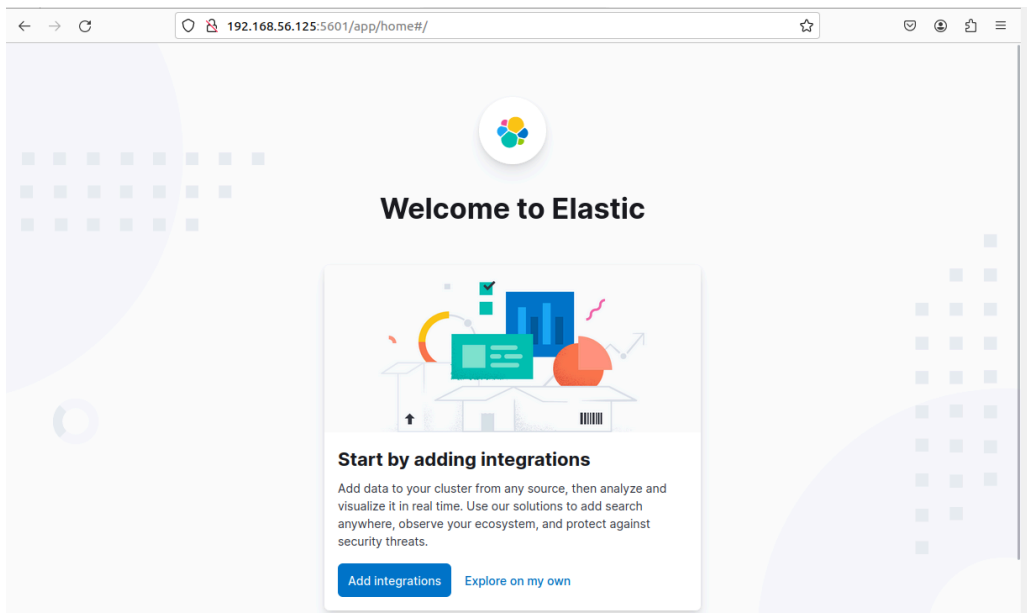 192.168.56.125:5601/app/home#/
Welcome to Elastic
Start by adding integrations
Add data to your cluster from any source, then analyze and
visualize it in real time. Use our solutions to add search
anywhere, observe your ecosystem, and protect against
security threats.
Add integrations
Explore on my own